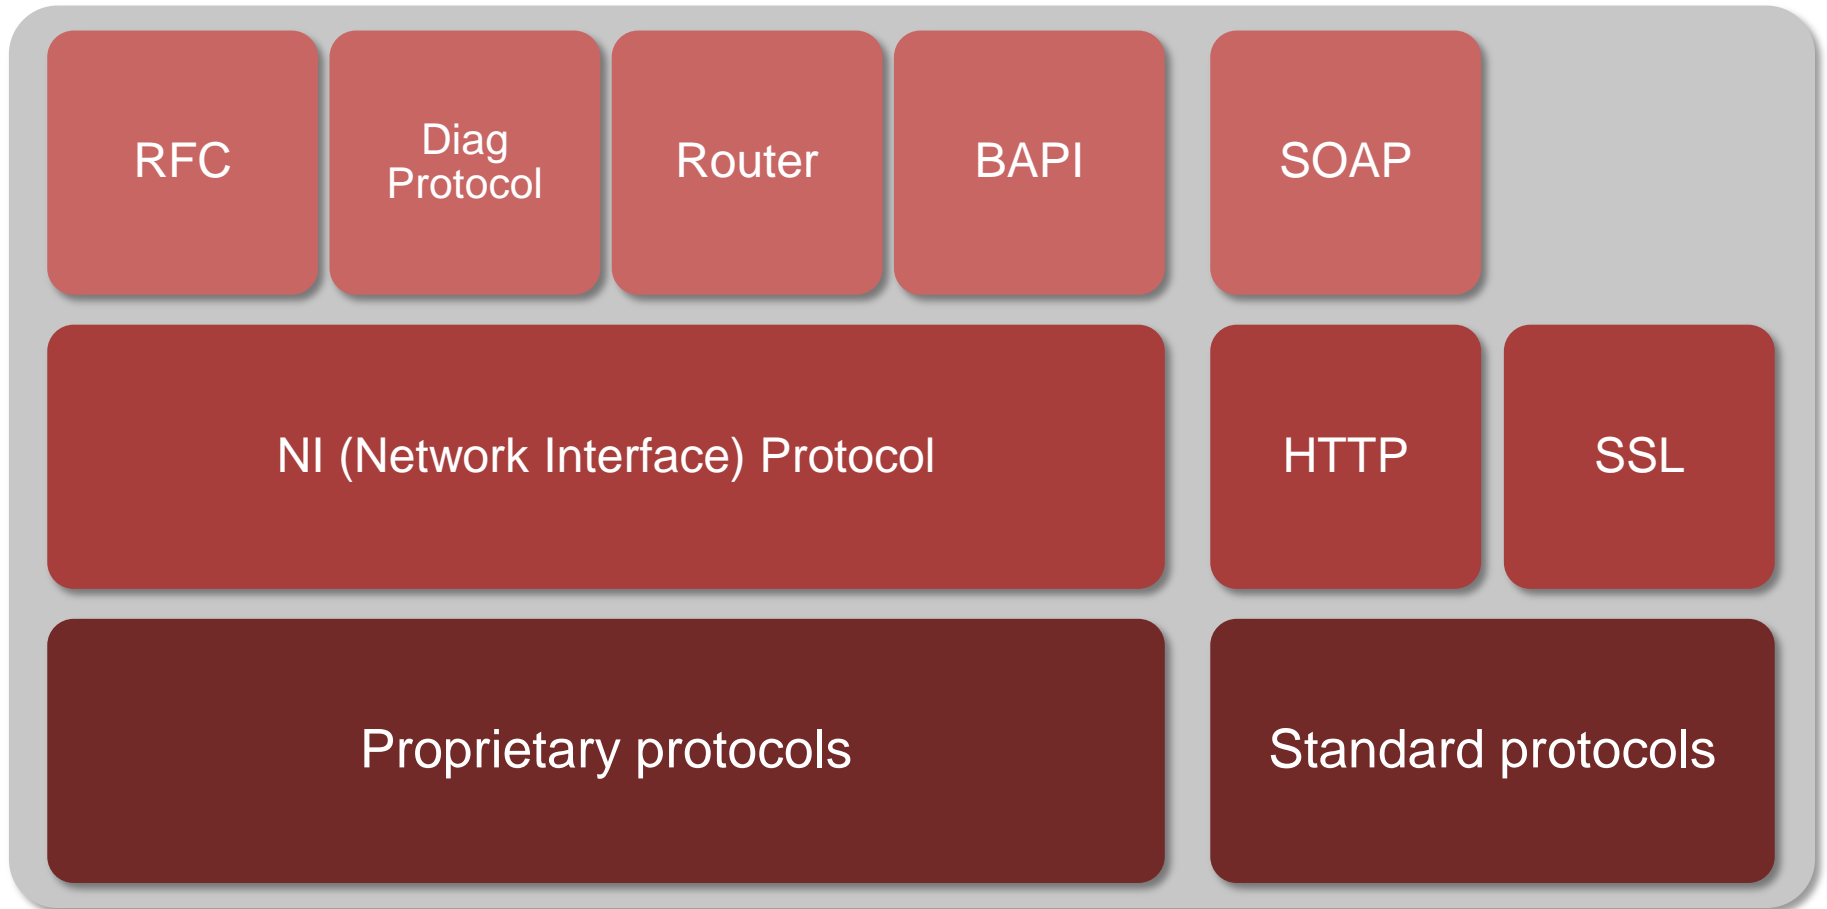 RFC
Diag
Protocol
Router
BAPI
SOAP
NI (Network Interface) Protocol
HTTP
SSL
Proprietary protocols
Standard protocols